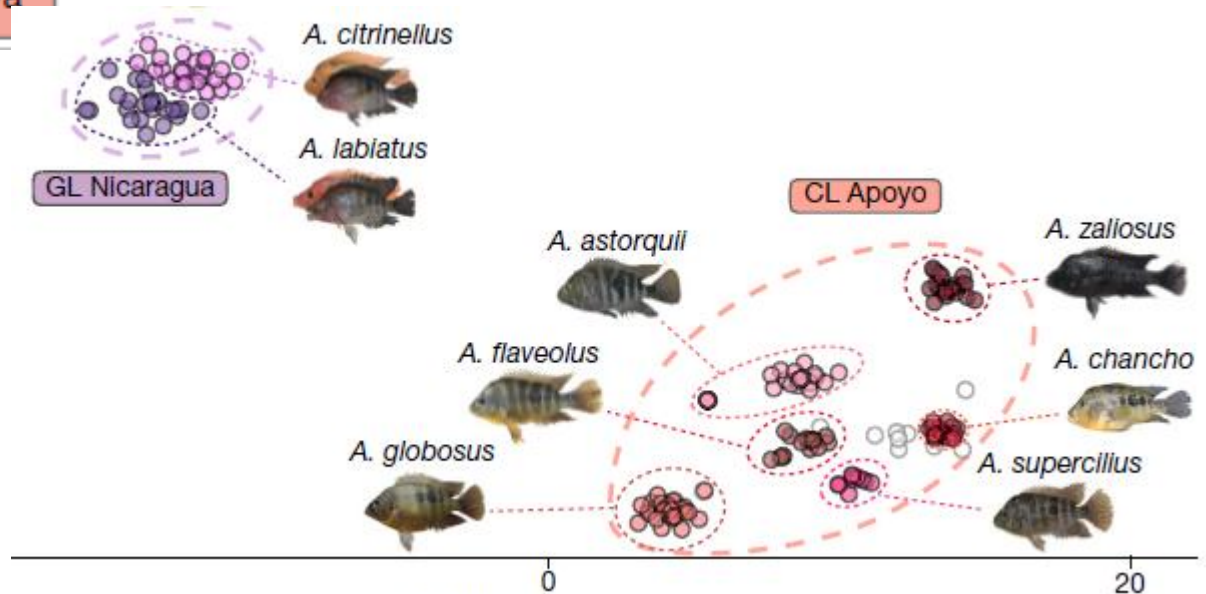 a
A. citrinellus
A. labiatus
GL Nicaragua
CL Apoyo
A. zaliosus
A. astorquii
A. flaveolus
A. chancho
A. globosus
A. supercilius
0
20